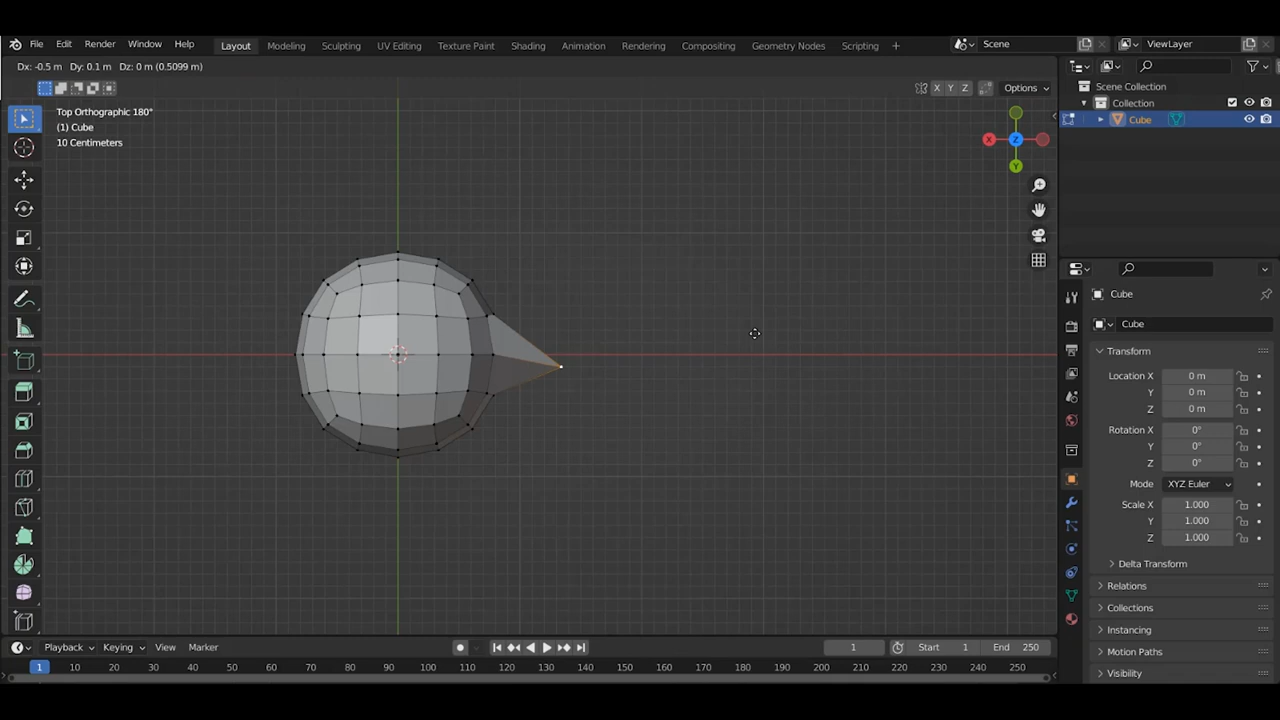 File Edit Render Window Help Layout Modeling Sculpting UV Editing Texture Paint Shading Animation Rendering Compositing Geometry Nodes Scripting + Scene ViewLayer
Dx: -0.5 m Dy: 0.1 m Dz: 0 m (0.5099 m)
X Y Z Options
Top Orthographic 180°
(1) Cube
10 Centimeters
X Z Y
Scene Collection
Collection
Cube
Cube
Cube
Transform
Location X 0 m
Y 0 m
Z 0 m
Rotation X 0°
Y 0°
Z 0°
Mode XYZ Euler
Scale X 1.000
Y 1.000
Z 1.000
Delta Transform
Relations
Collections
Instancing
Motion Paths
Visibility
Playback Keying View Marker 1 Start 1 End 250
1 10 20 30 40 50 60 70 80 90 100 110 120 130 140 150 160 170 180 190 200 210 220 230 240 250